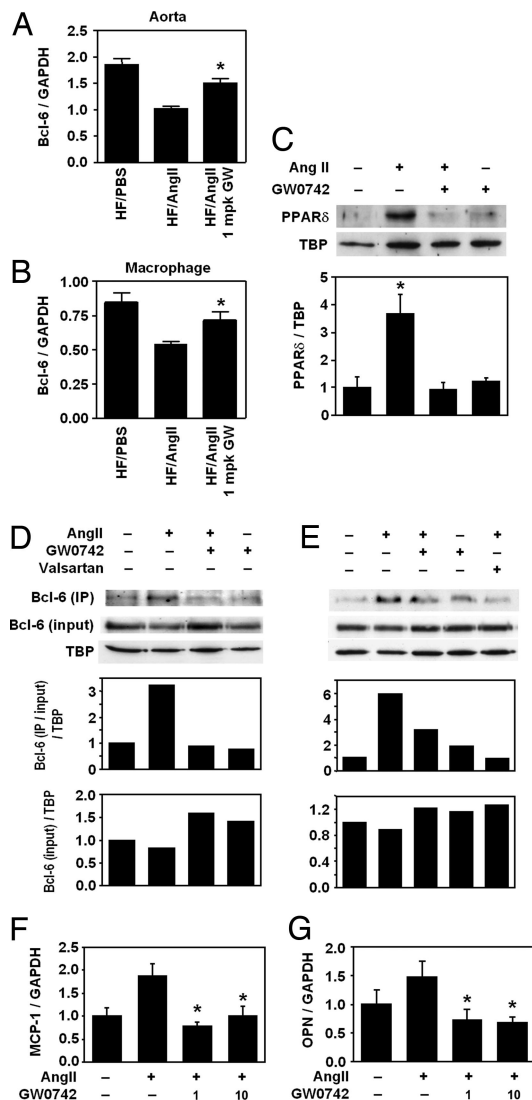 A
Aorta
Bcl-6 / GAPDH
2.0
1.5
1.0
0.5
0.0
*
HF/PBS
HF/AngII
HF/AngII
1 mpk GW
B
Macrophage
Bcl-6 / GAPDH
1.00
0.75
0.50
0.25
0.00
*
HF/PBS
HF/AngII
HF/AngII
1 mpk GW
C
Ang II – + + –
GW0742 – – + +
PPARδ
TBP
PPARδ / TBP
5
4
3
2
1
0
*
D
AngII – + + –
GW0742 – – + +
Valsartan – – – –
Bcl-6 (IP)
Bcl-6 (input)
TBP
Bcl-6 (IP / input)
/ TBP
3
2
1
0
Bcl-6 (input) / TBP
2.0
1.5
1.0
0.5
0.0
E
– + + – +
– – + + –
– – – – +
8
6
4
2
0
1.2
0.8
0.4
0.0
F
MCP-1 / GAPDH
2.5
2.0
1.5
1.0
0.5
0.0
* *
AngII – + + +
GW0742 – – 1 10
G
OPN / GAPDH
2.0
1.5
1.0
0.5
0.0
* *
AngII – + + +
GW0742 – – 1 10